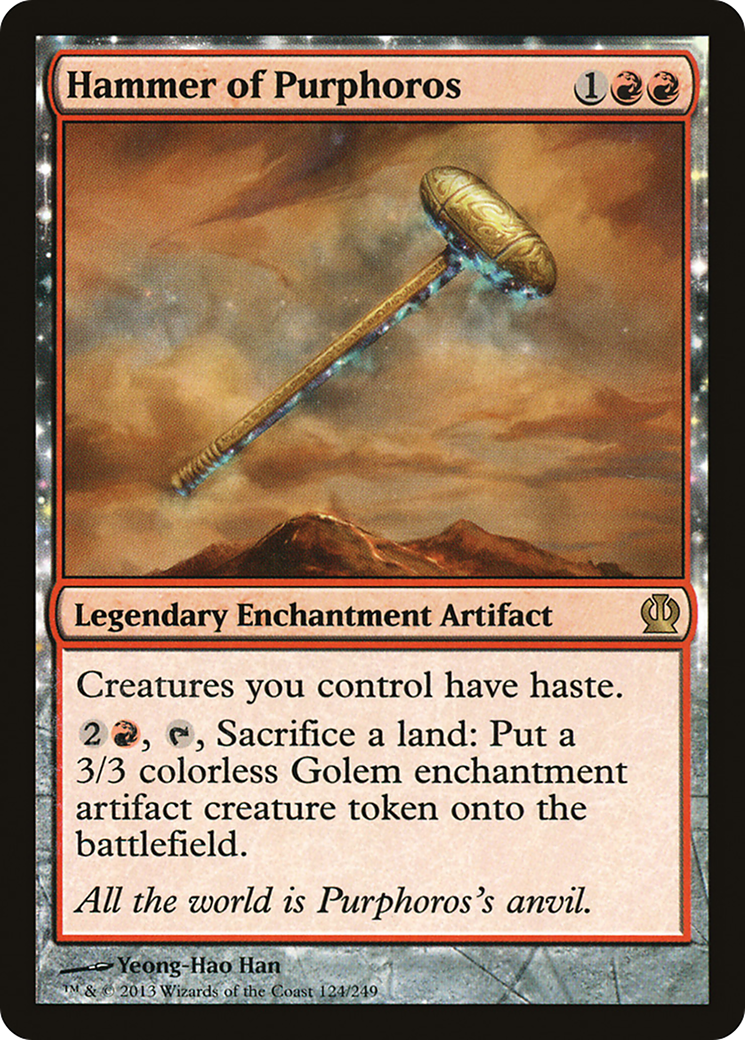 Hammer of Purphoros 1
Legendary Enchantment Artifact
Creatures you control have haste.
2 , , Sacrifice a land: Put a
3/3 colorless Golem enchantment
artifact creature token onto the
battlefield.
All the world is Purphoros's anvil.
Yeong-Hao Han
™ & © 2013 Wizards of the Coast 124/249